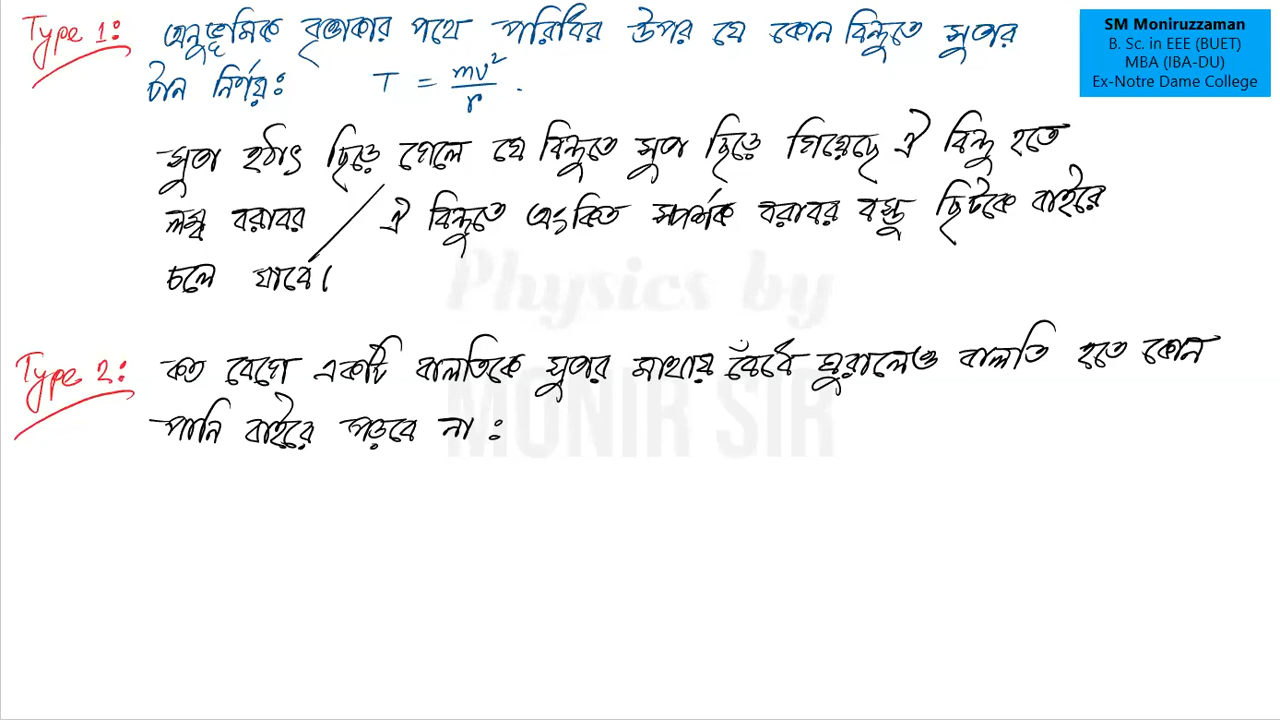 Type 1: অনুভূমিক বৃত্তাকার পথে পরিধির উপর যে কোন বিন্দুতে সুতার
টান নির্ণয়ঃ T = mv²/r .
সুতা হঠাৎ ছিড়ে গেলে যে বিন্দুতে সুতা ছিড়ে গিয়েছে ঐ বিন্দু হতে
লম্ব বরাবর / ঐ বিন্দুতে অংকিত স্পর্শক বরাবর বস্তু ছিটকে বাইরে
চলে যাবে।
Type 2: কত বেগে একটি বালতিকে সুতার মাথায় বেঁধে ঘুরালেও বালতি হতে কোন
পানি বাইরে পড়বে না :
SM Moniruzzaman
B. Sc. in EEE (BUET)
MBA (IBA-DU)
Ex-Notre Dame College
Physics by
MONIR SIR